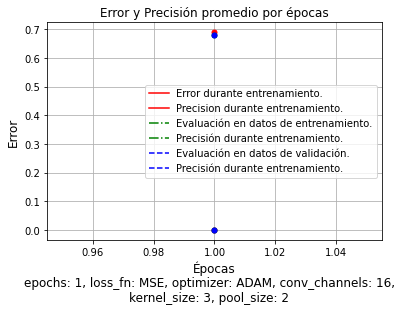 Error y Precisión promedio por épocas
0.7
0.6
0.5
0.4
0.3
0.2
0.1
0.0
Error
Error durante entrenamiento.
Precision durante entrenamiento.
Evaluación en datos de entrenamiento.
Precisión durante entrenamiento.
Evaluación en datos de validación.
Precisión durante entrenamiento.
0.96 0.98 1.00 1.02 1.04
Épocas
epochs: 1, loss_fn: MSE, optimizer: ADAM, conv_channels: 16,
kernel_size: 3, pool_size: 2